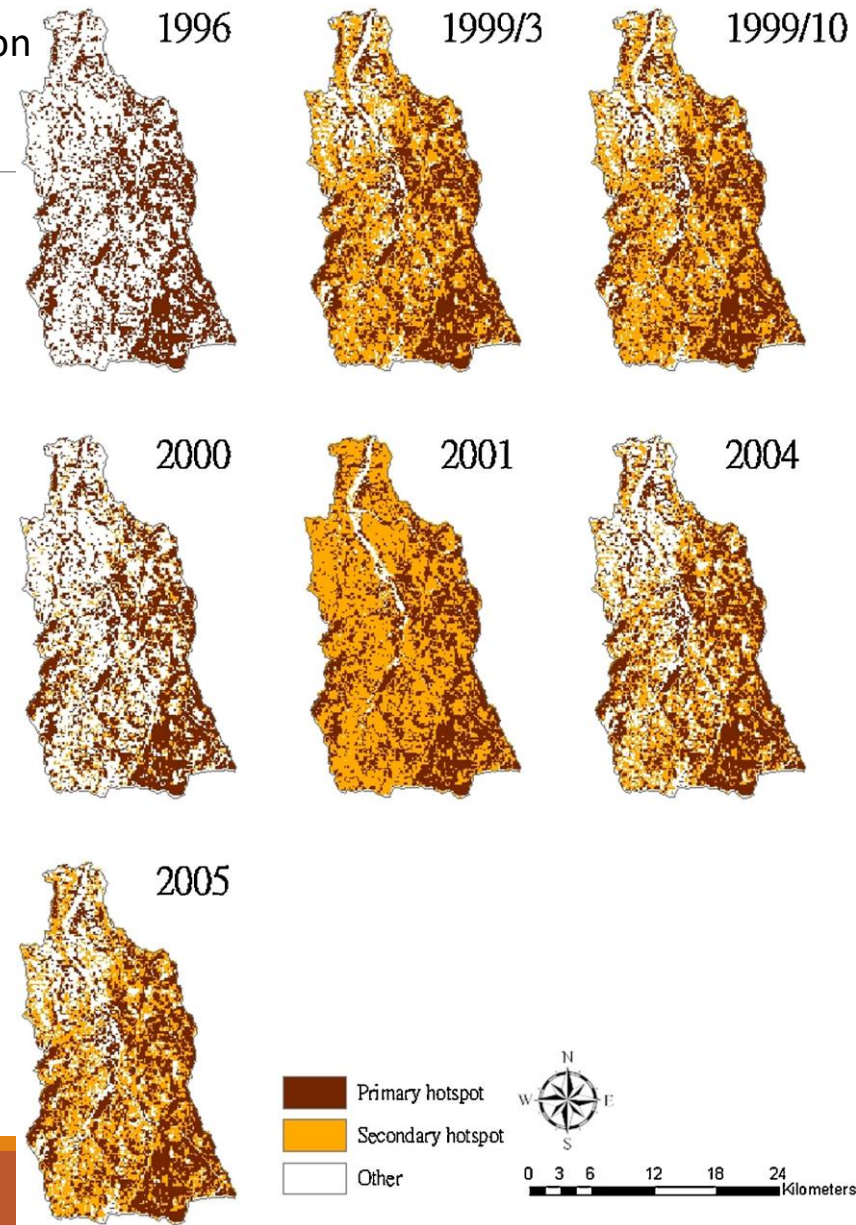 on
1996
1999/3
1999/10
2000
2001
2004
2005
Primary hotspot
Secondary hotspot
Other
N
W E
S
0 3 6 12 18 24
Kilometers